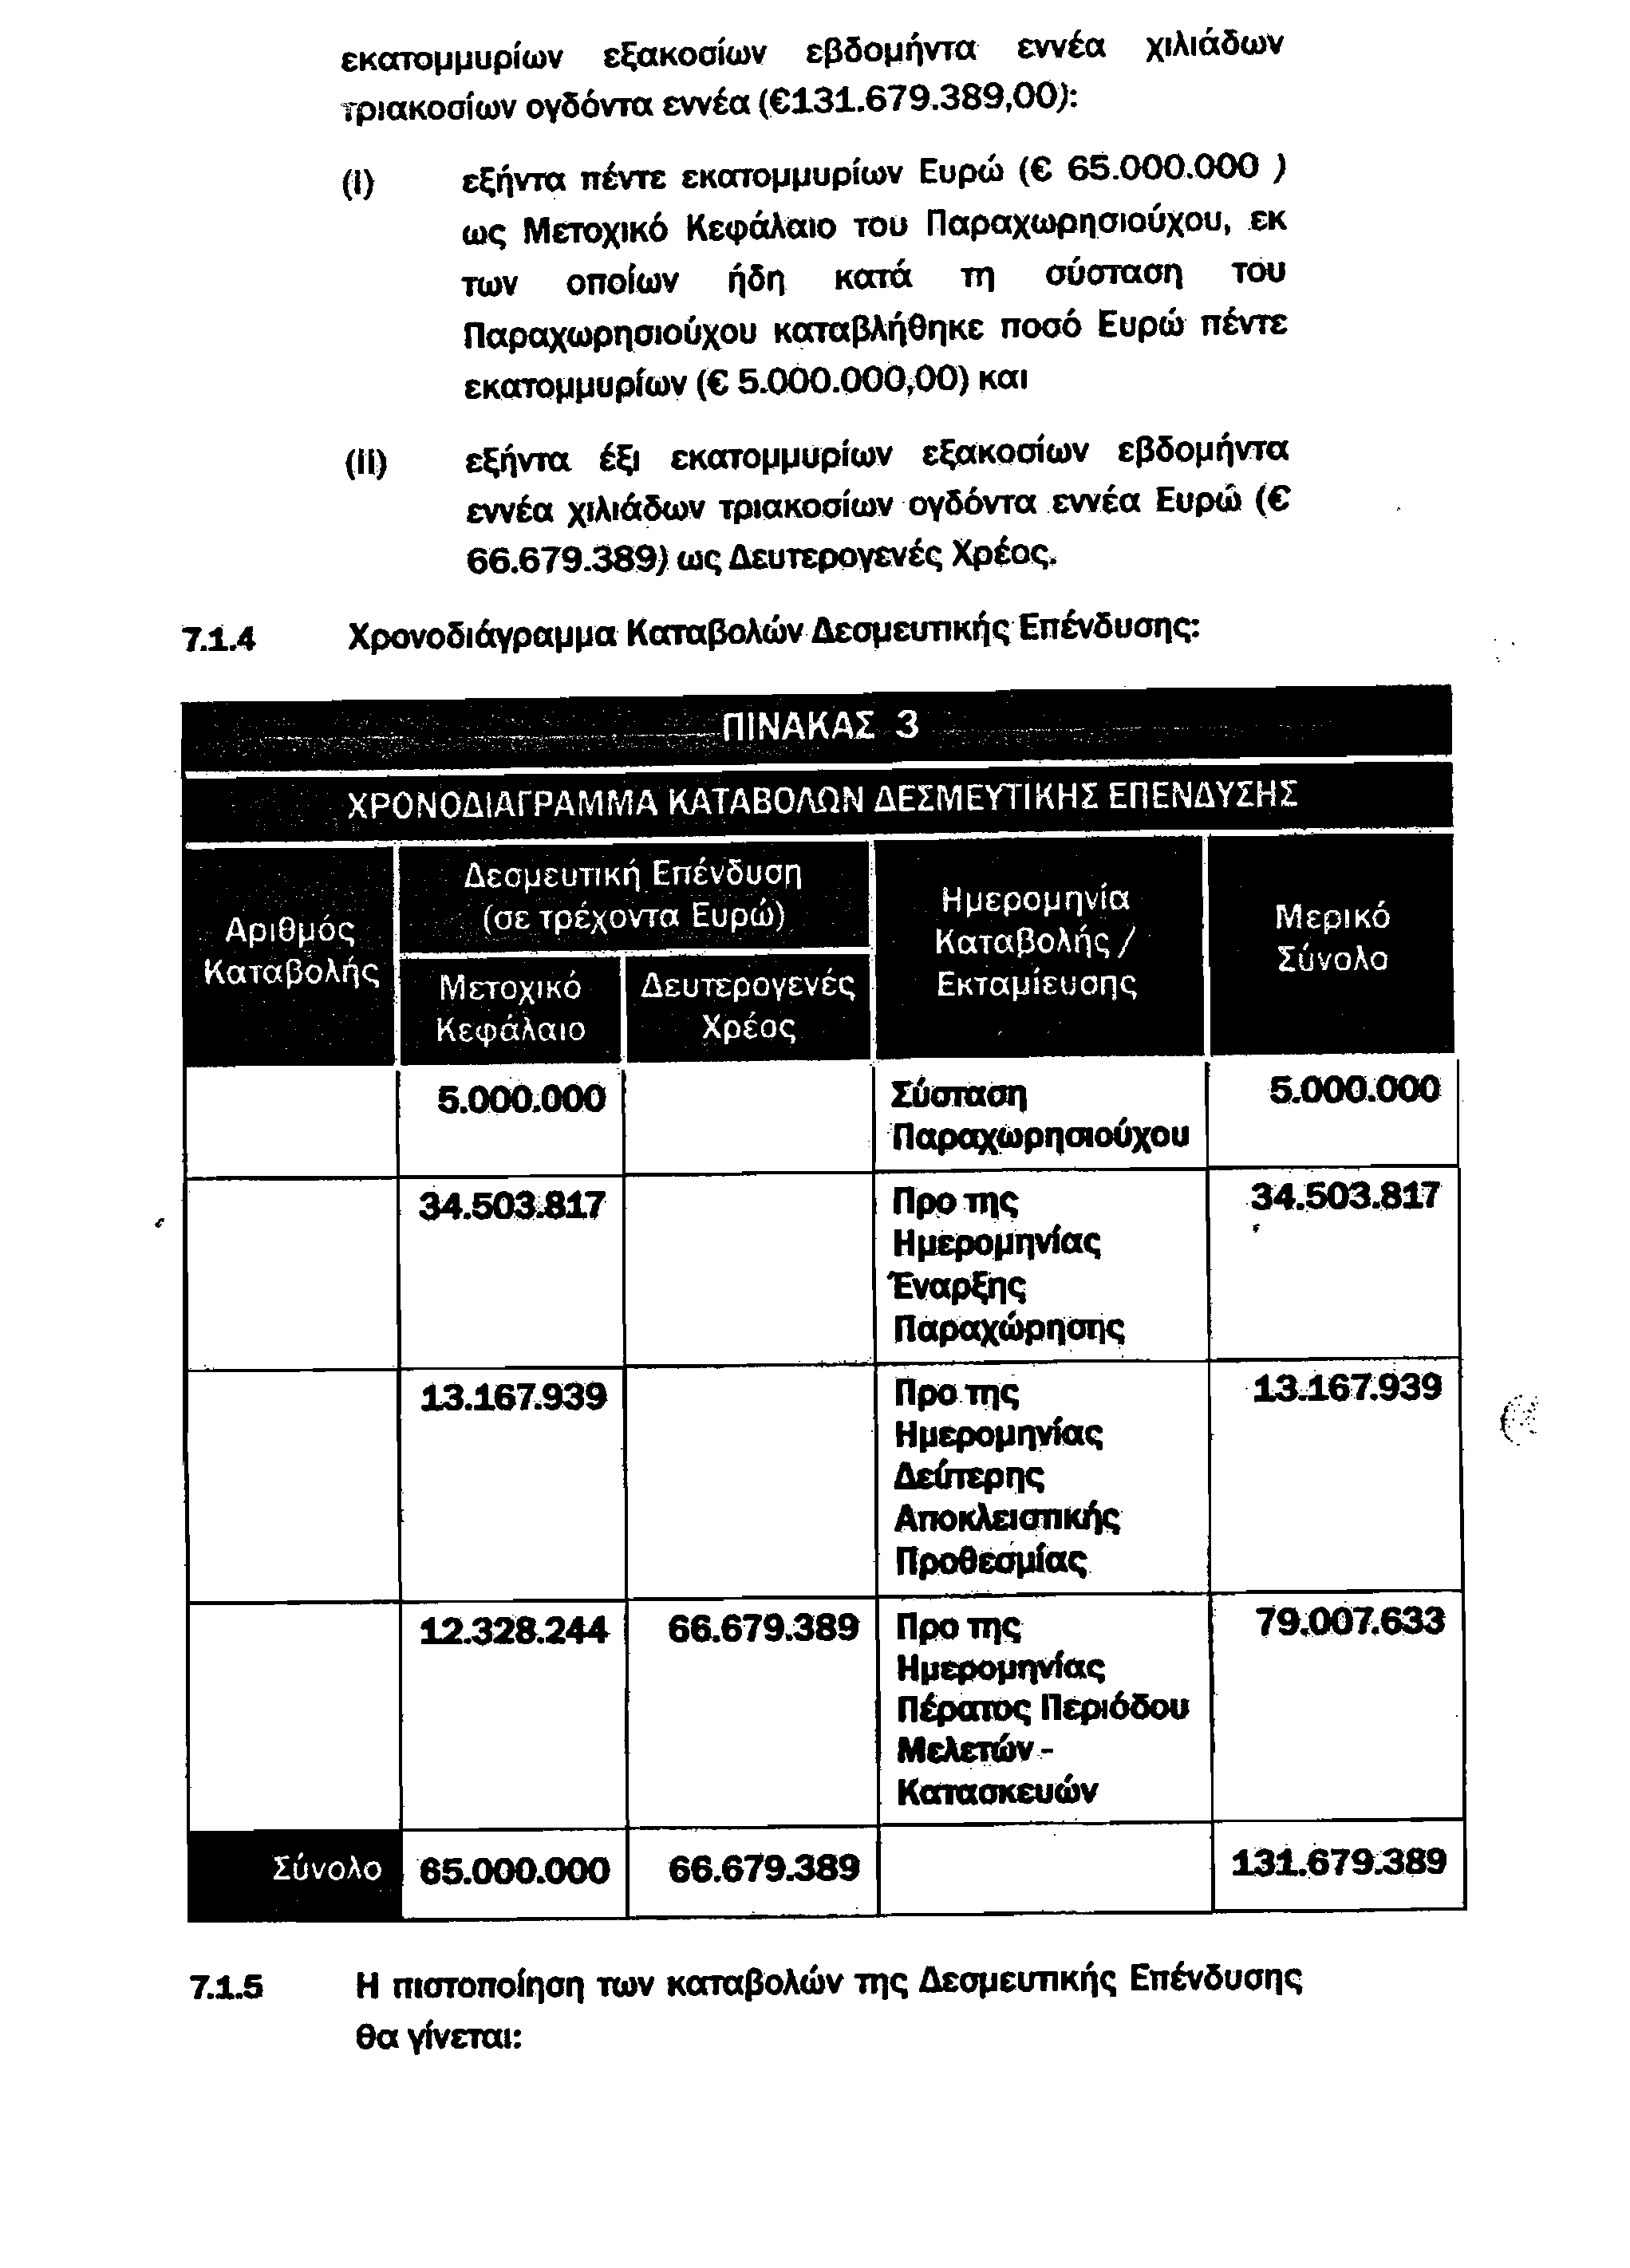 εκατομμυρίων εξακοσίων εβδομήντα εννέα χιλιάδων
τριακοσίων ογδόντα εννέα (€131.679.389,00):
(i) εξήντα πέντε εκατομμυρίων Ευρώ (€ 65.000.000 )
ως Μετοχικό Κεφάλαιο του Παραχωρησιούχου, εκ
των οποίων ήδη κατά τη σύσταση του
Παραχωρησιούχου καταβλήθηκε ποσό Ευρώ πέντε
εκατομμυρίων (€ 5.000.000,00) και
(ii) εξήντα έξι εκατομμυρίων εξακοσίων εβδομήντα
εννέα χιλιάδων τριακοσίων ογδόντα εννέα Ευρώ (€
66.679.389) ως Δευτερογενές Χρέος.
7.1.4 Χρονοδιάγραμμα Καταβολών Δεσμευτικής Επένδυσης:
ΠΙΝΑΚΑΣ 3
ΧΡΟΝΟΔΙΑΓΡΑΜΜΑ ΚΑΤΑΒΟΛΩΝ ΔΕΣΜΕΥΤΙΚΗΣ ΕΠΕΝΔΥΣΗΣ
Αριθμός
Καταβολής
Δεσμευτική Επένδυση
(σε τρέχοντα Ευρώ)
Μετοχικό
Κεφάλαιο
Δευτερογενές
Χρέος
Ημερομηνία
Καταβολής /
Εκταμίευσης
Μερικό
Σύνολο
5.000.000 Σύσταση 5.000.000
Παραχωρησιούχου
34.503.817 Προ της 34.503.817
Ημερομηνίας
Έναρξης
Παραχώρησης
13.167.939 Προ της 13.167.939
Ημερομηνίας
Δεύτερης
Αποκλειστικής
Προθεσμίας
12.328.244 66.679.389 Προ της 79.007.633
Ημερομηνίας
Πέρατος Περιόδου
Μελετών -
Κατασκευών
Σύνολο 65.000.000 66.679.389 131.679.389
7.1.5 Η πιστοποίηση των καταβολών της Δεσμευτικής Επένδυσης
θα γίνεται: